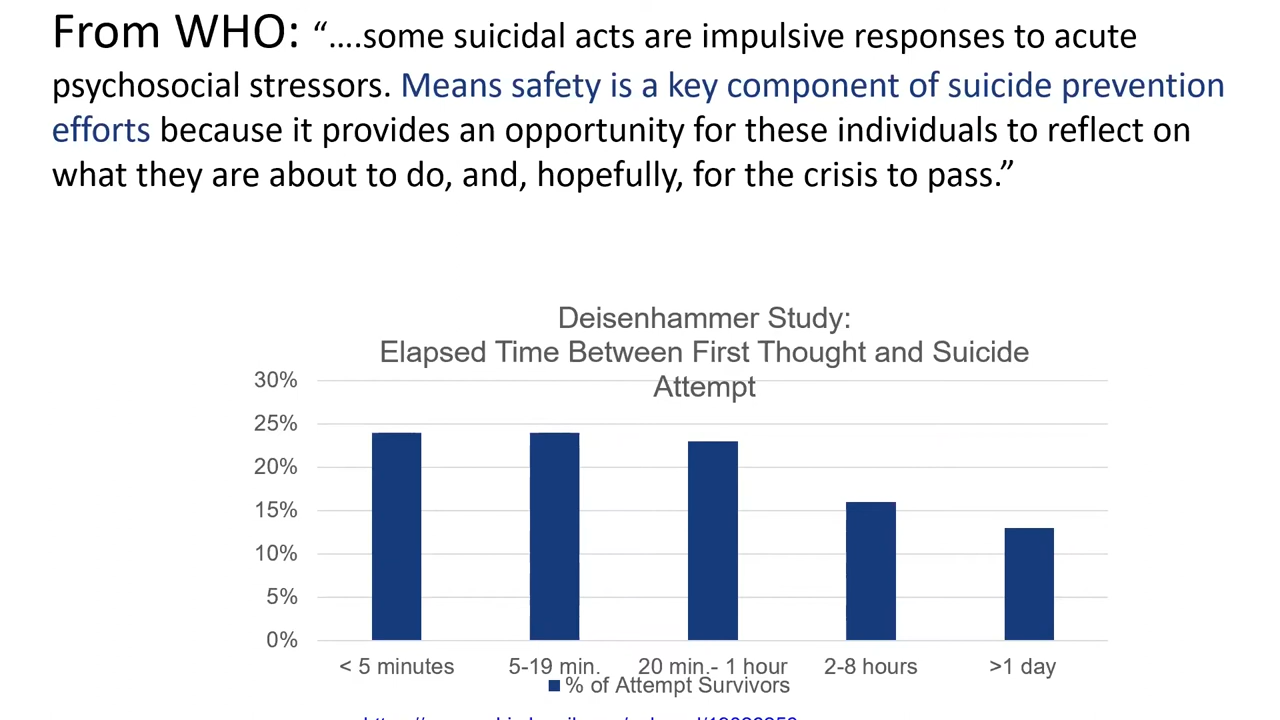 From WHO: “….some suicidal acts are impulsive responses to acute
psychosocial stressors. Means safety is a key component of suicide prevention
efforts because it provides an opportunity for these individuals to reflect on
what they are about to do, and, hopefully, for the crisis to pass.”
Deisenhammer Study:
Elapsed Time Between First Thought and Suicide
Attempt
30%
25%
20%
15%
10%
5%
0%
< 5 minutes 5-19 min. 20 min.- 1 hour 2-8 hours >1 day
% of Attempt Survivors